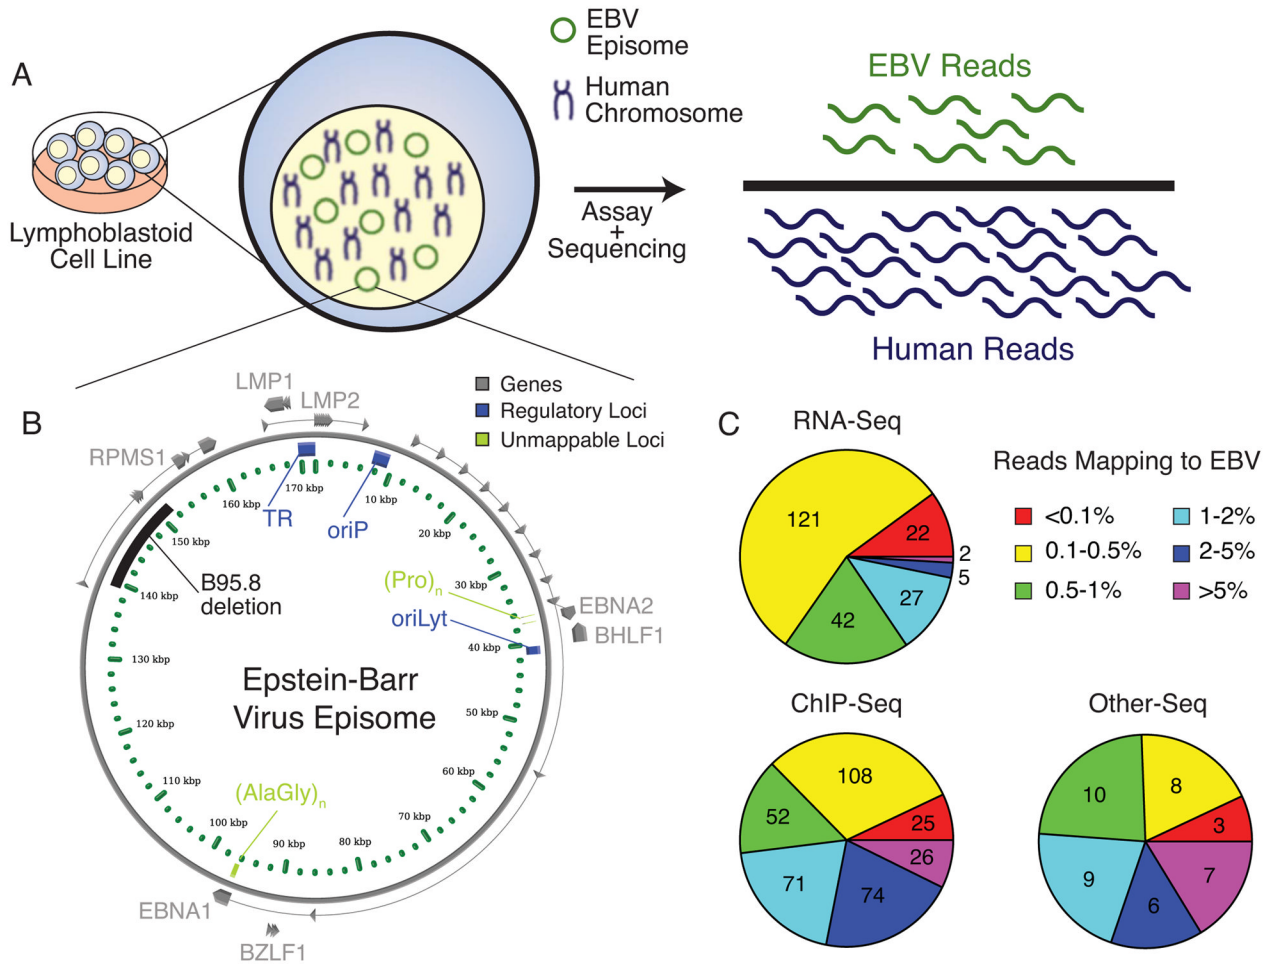 A
Lymphoblastoid
Cell Line
EBV
Episome
Human
Chromosome
Assay
+
Sequencing
EBV Reads
Human Reads
B
Genes
Regulatory Loci
Unmappable Loci
LMP1
LMP2
RPMS1
TR
oriP
170 kbp
10 kbp
160 kbp
20 kbp
150 kbp
30 kbp
B95.8
deletion
(Pro)n
EBNA2
oriLyt
BHLF1
140 kbp
40 kbp
130 kbp
Epstein-Barr
Virus Episome
50 kbp
120 kbp
60 kbp
110 kbp
(AlaGly)n
70 kbp
100 kbp
90 kbp
80 kbp
EBNA1
BZLF1
C
RNA-Seq
121
22
2
5
27
42
Reads Mapping to EBV
<0.1%
1-2%
0.1-0.5%
2-5%
0.5-1%
>5%
ChIP-Seq
108
25
52
26
71
74
Other-Seq
10
8
3
9
7
6